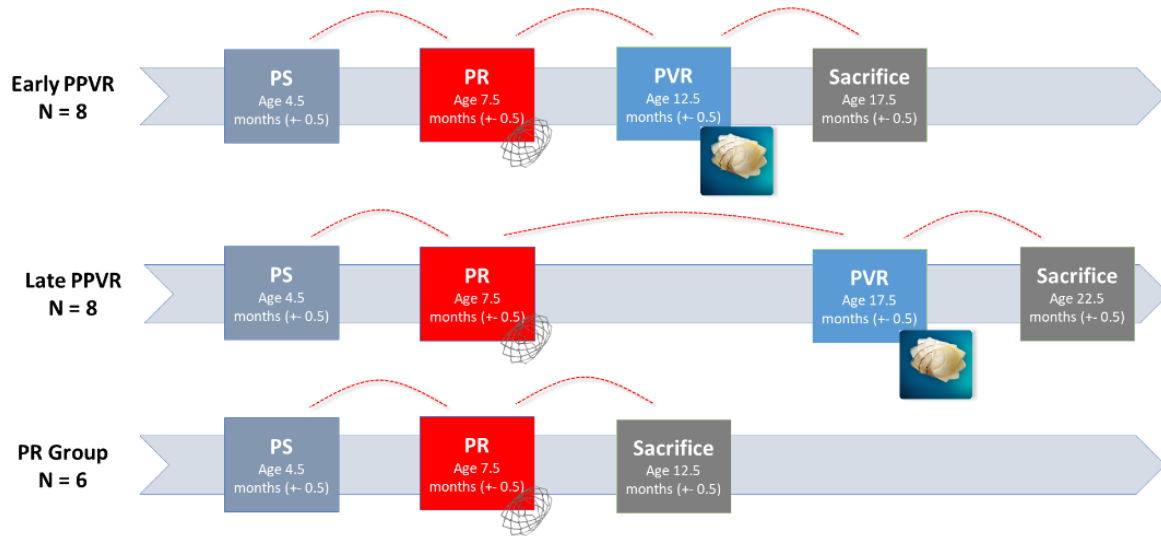 Early PPVR
N = 8
PS
Age 4.5
months (+- 0.5)
PR
Age 7.5
months (+- 0.5)
PVR
Age 12.5
months (+- 0.5)
Sacrifice
Age 17.5
months (+- 0.5)
Late PPVR
N = 8
PS
Age 4.5
months (+- 0.5)
PR
Age 7.5
months (+- 0.5)
PVR
Age 17.5
months (+- 0.5)
Sacrifice
Age 22.5
months (+- 0.5)
PR Group
N = 6
PS
Age 4.5
months (+- 0.5)
PR
Age 7.5
months (+- 0.5)
Sacrifice
Age 12.5
months (+- 0.5)